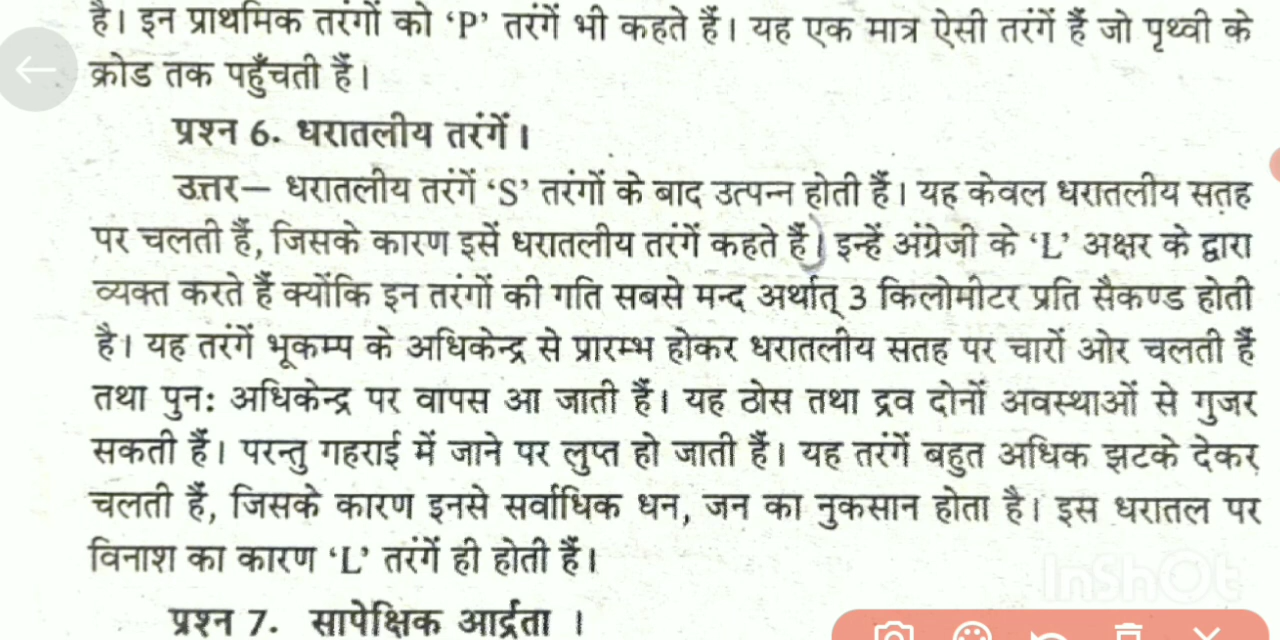 है। इन प्राथमिक तरंगों को ‘P’ तरंगें भी कहते हैं। यह एक मात्र ऐसी तरंगें हैं जो पृथ्वी के
क्रोड तक पहुँचती हैं।
प्रश्न 6. धरातलीय तरंगें।
उत्तर— धरातलीय तरंगें ‘S’ तरंगों के बाद उत्पन्न होती हैं। यह केवल धरातलीय सतह
पर चलती हैं, जिसके कारण इसें धरातलीय तरंगें कहते हैं। इन्हें अंग्रेजी के ‘L’ अक्षर के द्वारा
व्यक्त करते हैं क्योंकि इन तरंगों की गति सबसे मन्द अर्थात् 3 किलोमीटर प्रति सैकण्ड होती
है। यह तरंगें भूकम्प के अधिकेन्द्र से प्रारम्भ होकर धरातलीय सतह पर चारों ओर चलती हैं
तथा पुन: अधिकेन्द्र पर वापस आ जाती हैं। यह ठोस तथा द्रव दोनों अवस्थाओं से गुजर
सकती हैं। परन्तु गहराई में जाने पर लुप्त हो जाती हैं। यह तरंगें बहुत अधिक झटके देकर
चलती हैं, जिसके कारण इनसे सर्वाधिक धन, जन का नुकसान होता है। इस धरातल पर
विनाश का कारण ‘L’ तरंगें ही होती हैं।
InShOt
प्रश्न 7. सापेक्षिक आर्द्रता ।